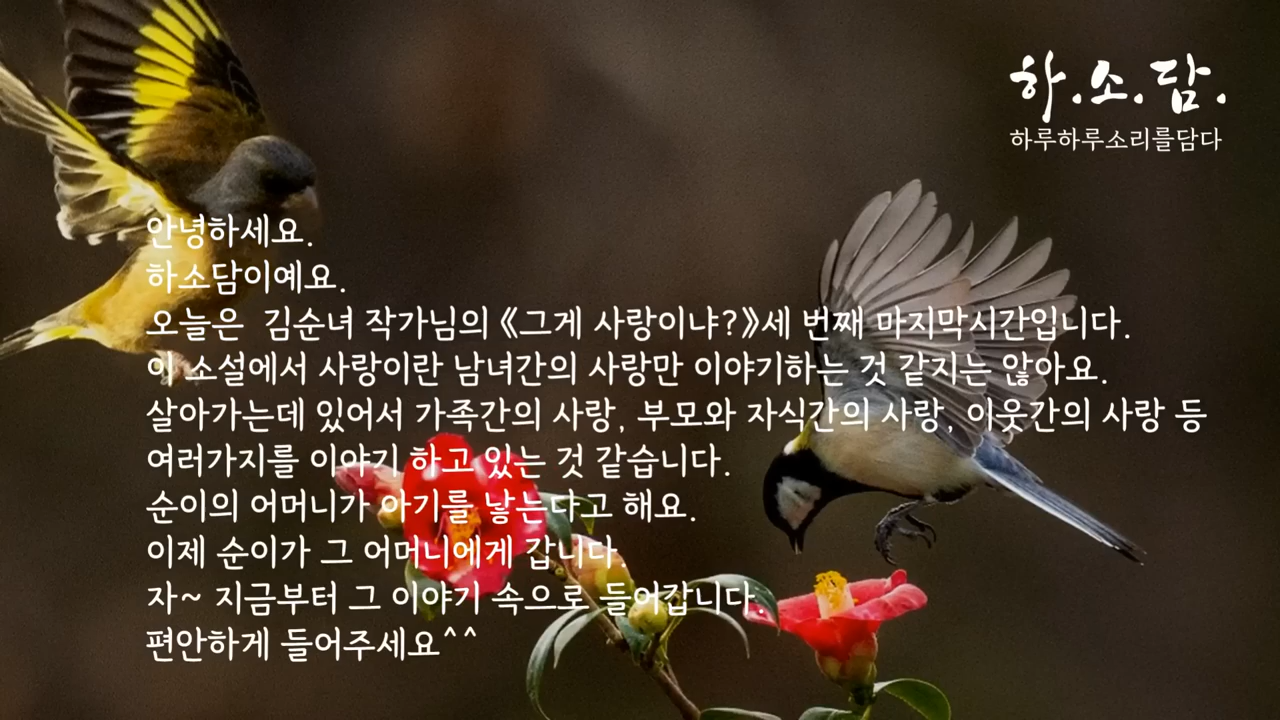 하.소.담.
하루하루소리를담다
안녕하세요.
하소담이예요.
오늘은 김순녀 작가님의 《그게 사랑이냐?》세 번째 마지막시간입니다.
이 소설에서 사랑이란 남녀간의 사랑만 이야기하는 것 같지는 않아요.
살아가는데 있어서 가족간의 사랑, 부모와 자식간의 사랑, 이웃간의 사랑 등
여러가지를 이야기 하고 있는 것 같습니다.
순이의 어머니가 아기를 낳는다고 해요.
이제 순이가 그 어머니에게 갑니다.
자~ 지금부터 그 이야기 속으로 들어갑니다.
편안하게 들어주세요^^